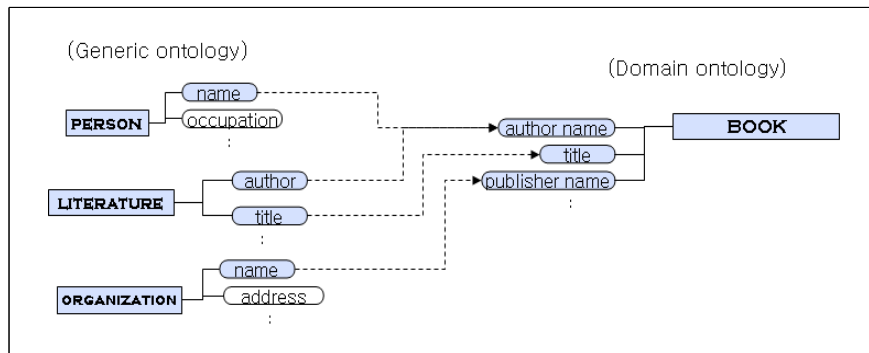 (Generic ontology)
(Domain ontology)
name
PERSON
occupation
:
author name
BOOK
title
publisher name
:
author
LITERATURE
title
:
name
ORGANIZATION
address
: